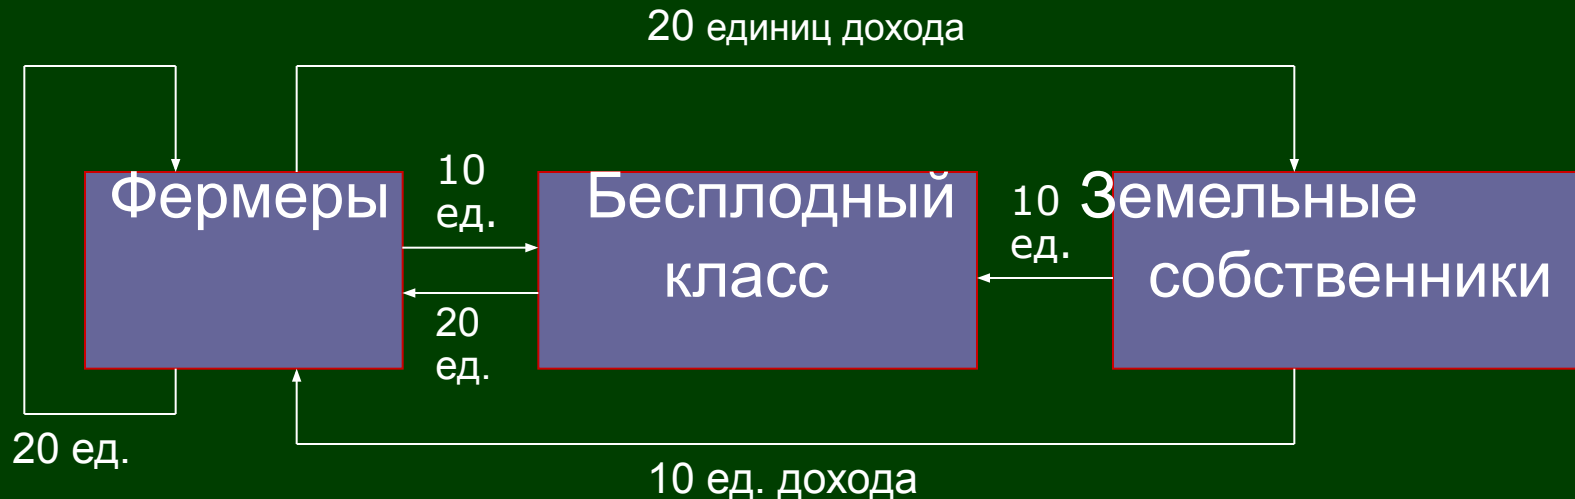 20 единиц дохода
Фермеры
10
ед.
20
ед.
Бесплодный
класс
10
ед.
Земельные
собственники
20 ед.
10 ед. дохода